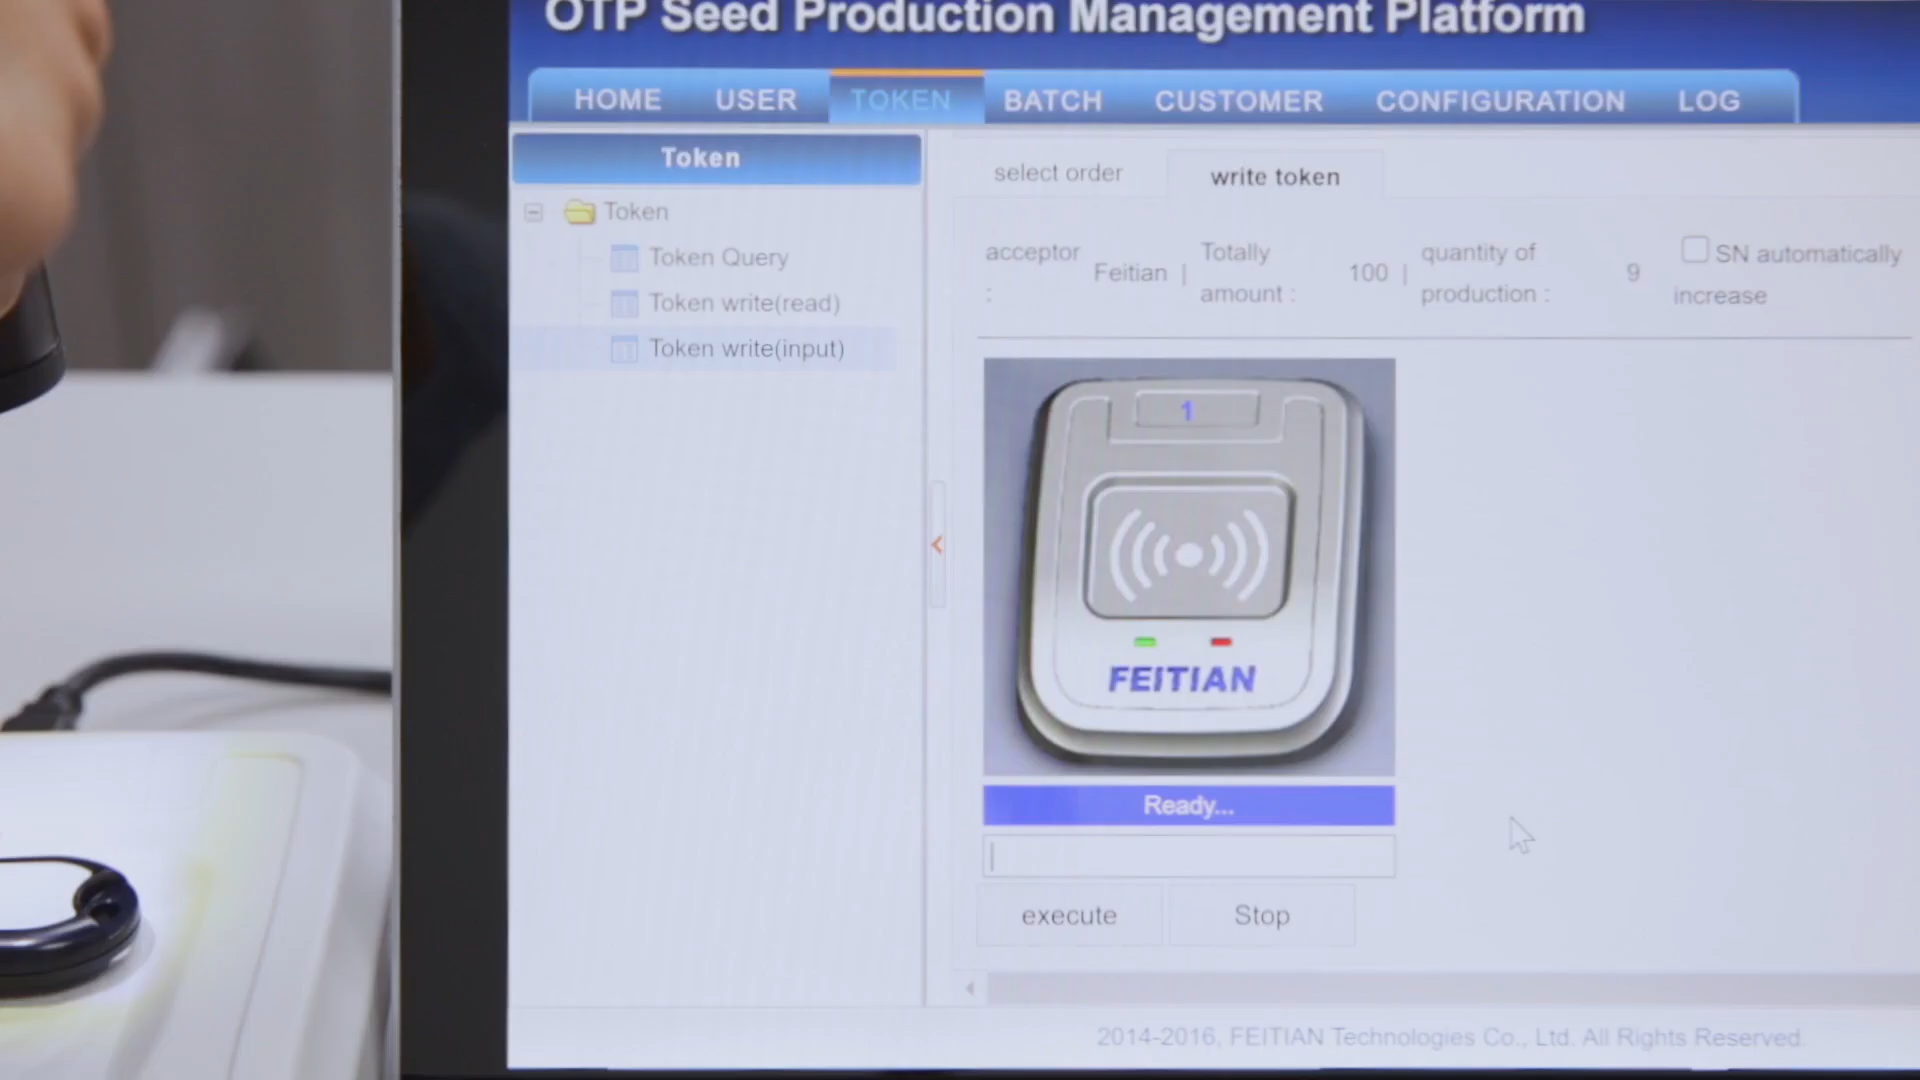 OTP Seed Production Management Platform
HOME USER TOKEN BATCH CUSTOMER CONFIGURATION LOG
Token
Token
Token Query
Token write(read)
Token write(input)
select order write token
acceptor : Feitian | Totally amount : 100 | quantity of production : 9 SN automatically increase
1
FEITIAN
Ready...
execute Stop
2014-2016, FEITIAN Technologies Co., Ltd. All Rights Reserved.